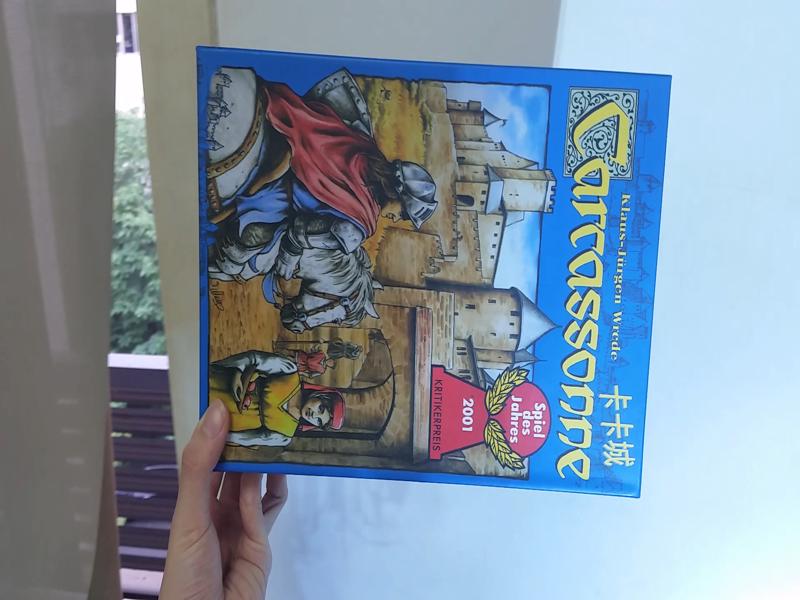 Klaus-Jürgen Wrede
卡卡城
Carcassonne
Spiel
des
Jahres
2001
KRITIKERPREIS